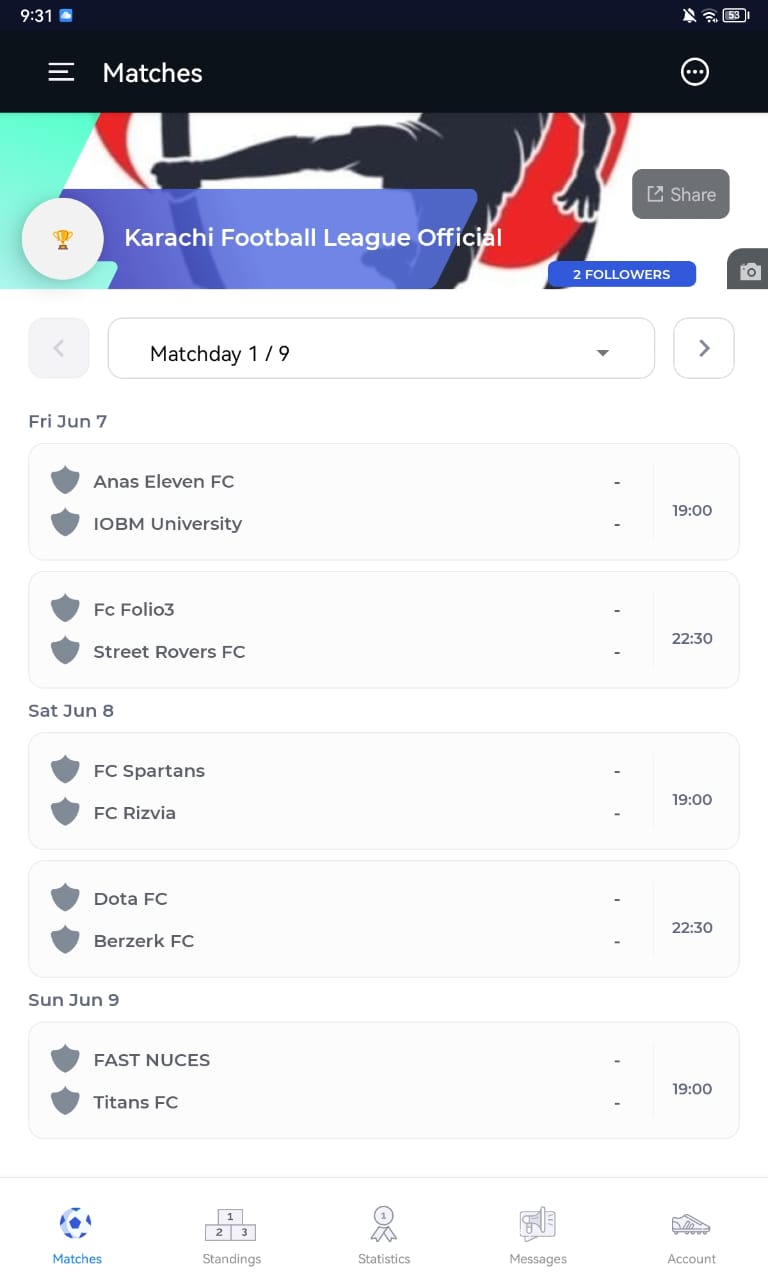 9:31
53
Matches
Share
Karachi Football League Official
2 FOLLOWERS
Matchday 1 / 9
Fri Jun 7
Anas Eleven FC -
IOBM University -
19:00
Fc Folio3 -
Street Rovers FC -
22:30
Sat Jun 8
FC Spartans -
FC Rizvia -
19:00
Dota FC -
Berzerk FC -
22:30
Sun Jun 9
FAST NUCES -
Titans FC -
19:00
1
2 3
1
Matches Standings Statistics Messages Account